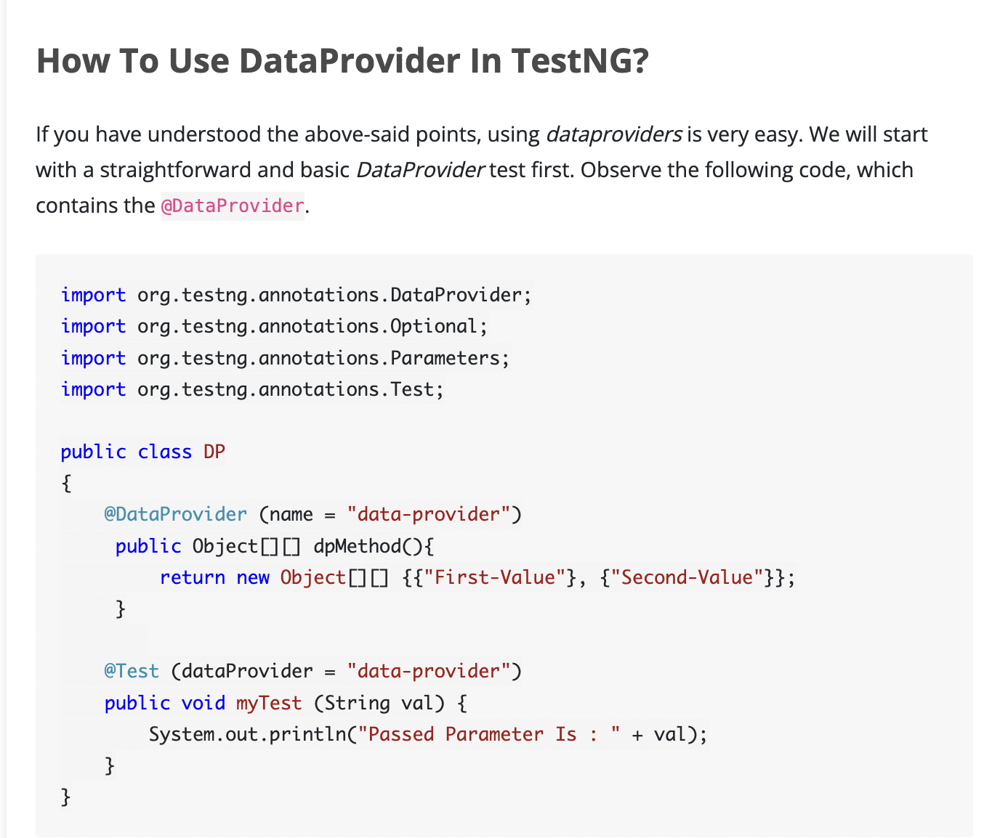 How To Use DataProvider In TestNG?
If you have understood the above-said points, using dataproviders is very easy. We will start
with a straightforward and basic DataProvider test first. Observe the following code, which
contains the @DataProvider.
import org.testng.annotations.DataProvider;
import org.testng.annotations.Optional;
import org.testng.annotations.Parameters;
import org.testng.annotations.Test;
public class DP
{
    @DataProvider (name = "data-provider")
     public Object[][] dpMethod(){
         return new Object[][] {{"First-Value"}, {"Second-Value"}};
     }
    @Test (dataProvider = "data-provider")
    public void myTest (String val) {
        System.out.println("Passed Parameter Is : " + val);
    }
}